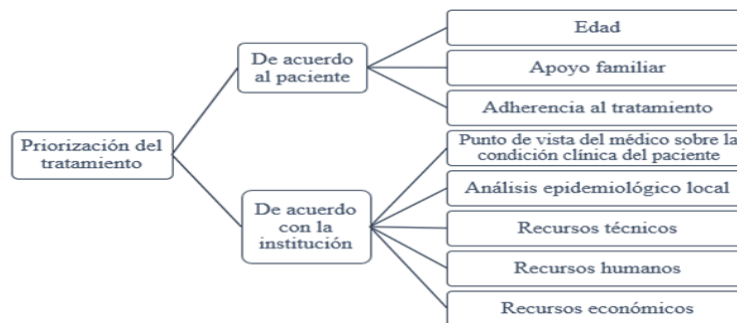 Priorización del
tratamiento
De acuerdo
al paciente
Edad
Apoyo familiar
Adherencia al tratamiento
De acuerdo
con la
institución
Punto de vista del médico sobre la
condición clínica del paciente
Análisis epidemiológico local
Recursos técnicos
Recursos humanos
Recursos económicos